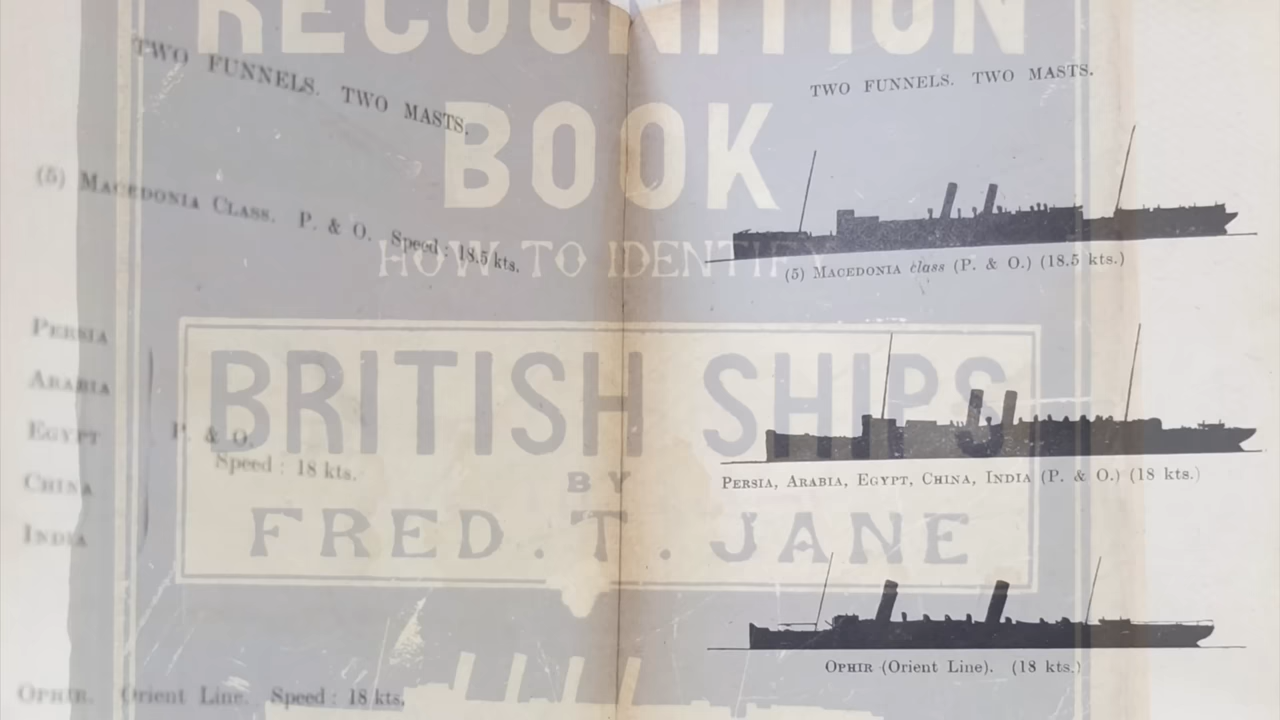 RECOGNITION
BOOK
HOW TO IDENTIFY
BRITISH SHIPS
BY
FRED. T. JANE
TWO FUNNELS. TWO MASTS.
(5) MACEDONIA CLASS. P. & O. Speed : 18.5 kts.
PERSIA
ARABIA
EGYPT
CHINA
INDIA
P. & O.
Speed : 18 kts.
OPHIR. Orient Line. Speed : 18 kts.
TWO FUNNELS. TWO MASTS.
(5) MACEDONIA class (P. & O.) (18.5 kts.)
PERSIA, ARABIA, EGYPT, CHINA, INDIA (P. & O.) (18 kts.)
OPHIR (Orient Line). (18 kts.)